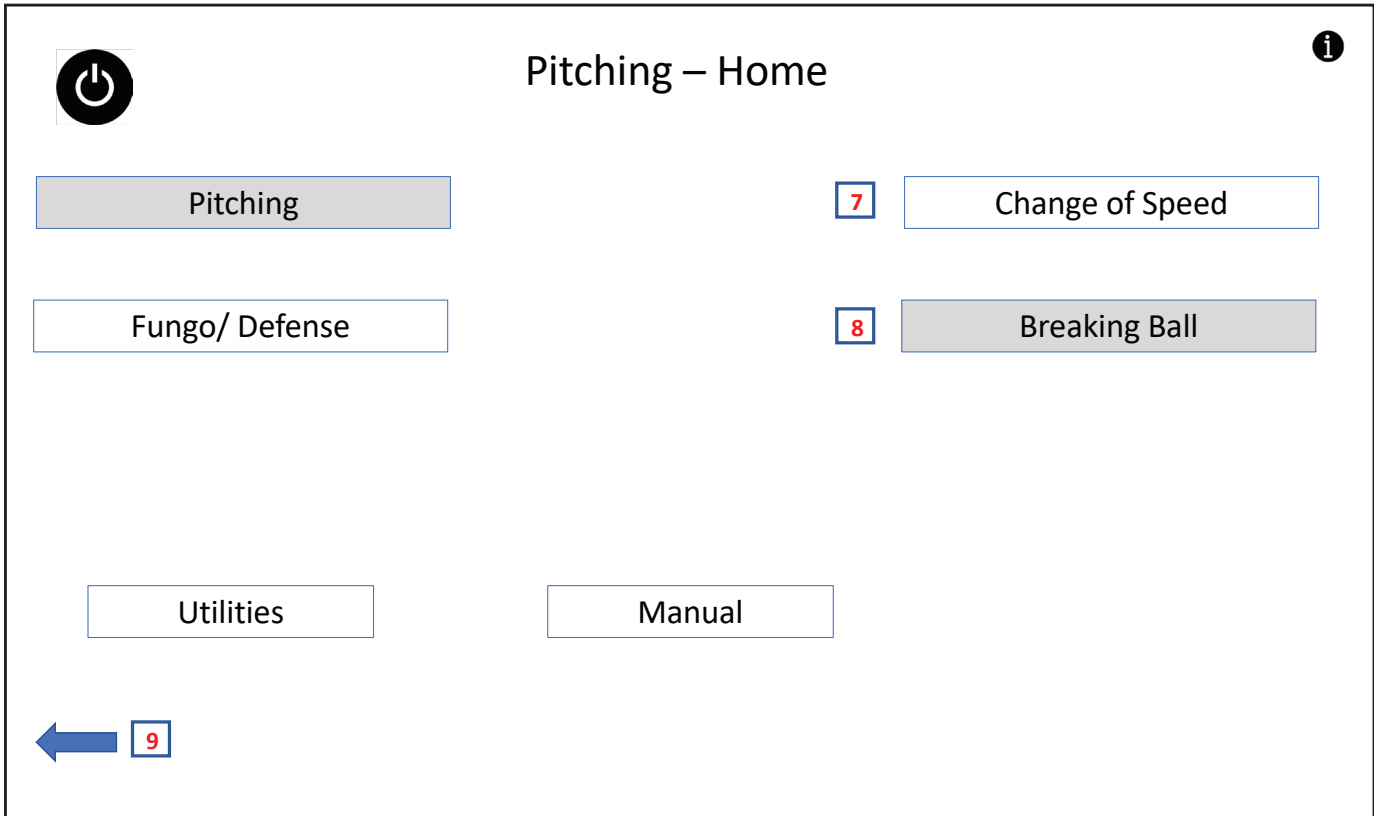 Pitching – Home
Pitching
7
Change of Speed
Fungo/ Defense
8
Breaking Ball
Utilities
Manual
9